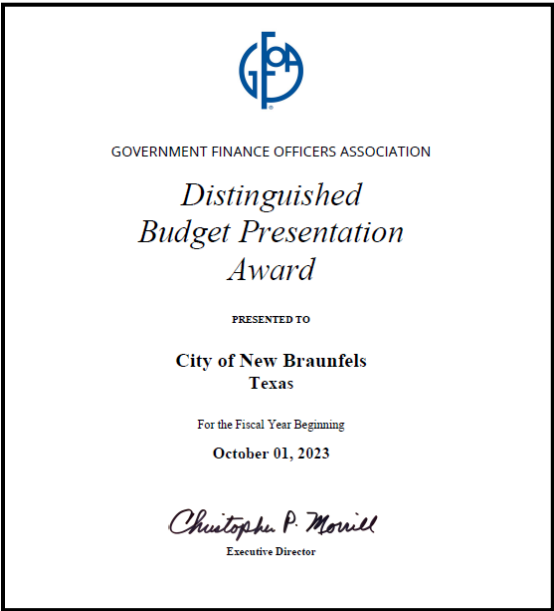 GFOA
GOVERNMENT FINANCE OFFICERS ASSOCIATION
Distinguished
Budget Presentation
Award
PRESENTED TO
City of New Braunfels
Texas
For the Fiscal Year Beginning
October 01, 2023
Christopher P. Morrill
Executive Director